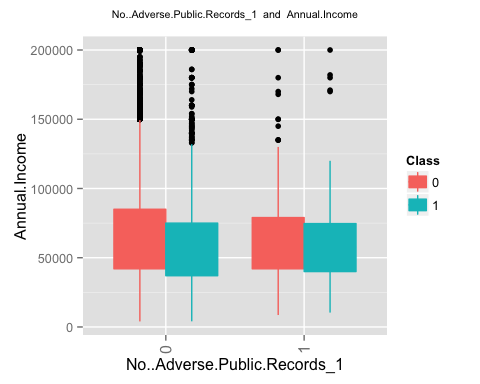 No..Adverse.Public.Records_1 and Annual.Income
Annual.Income
200000
150000
100000
50000
0
0
1
No..Adverse.Public.Records_1
Class
0
1